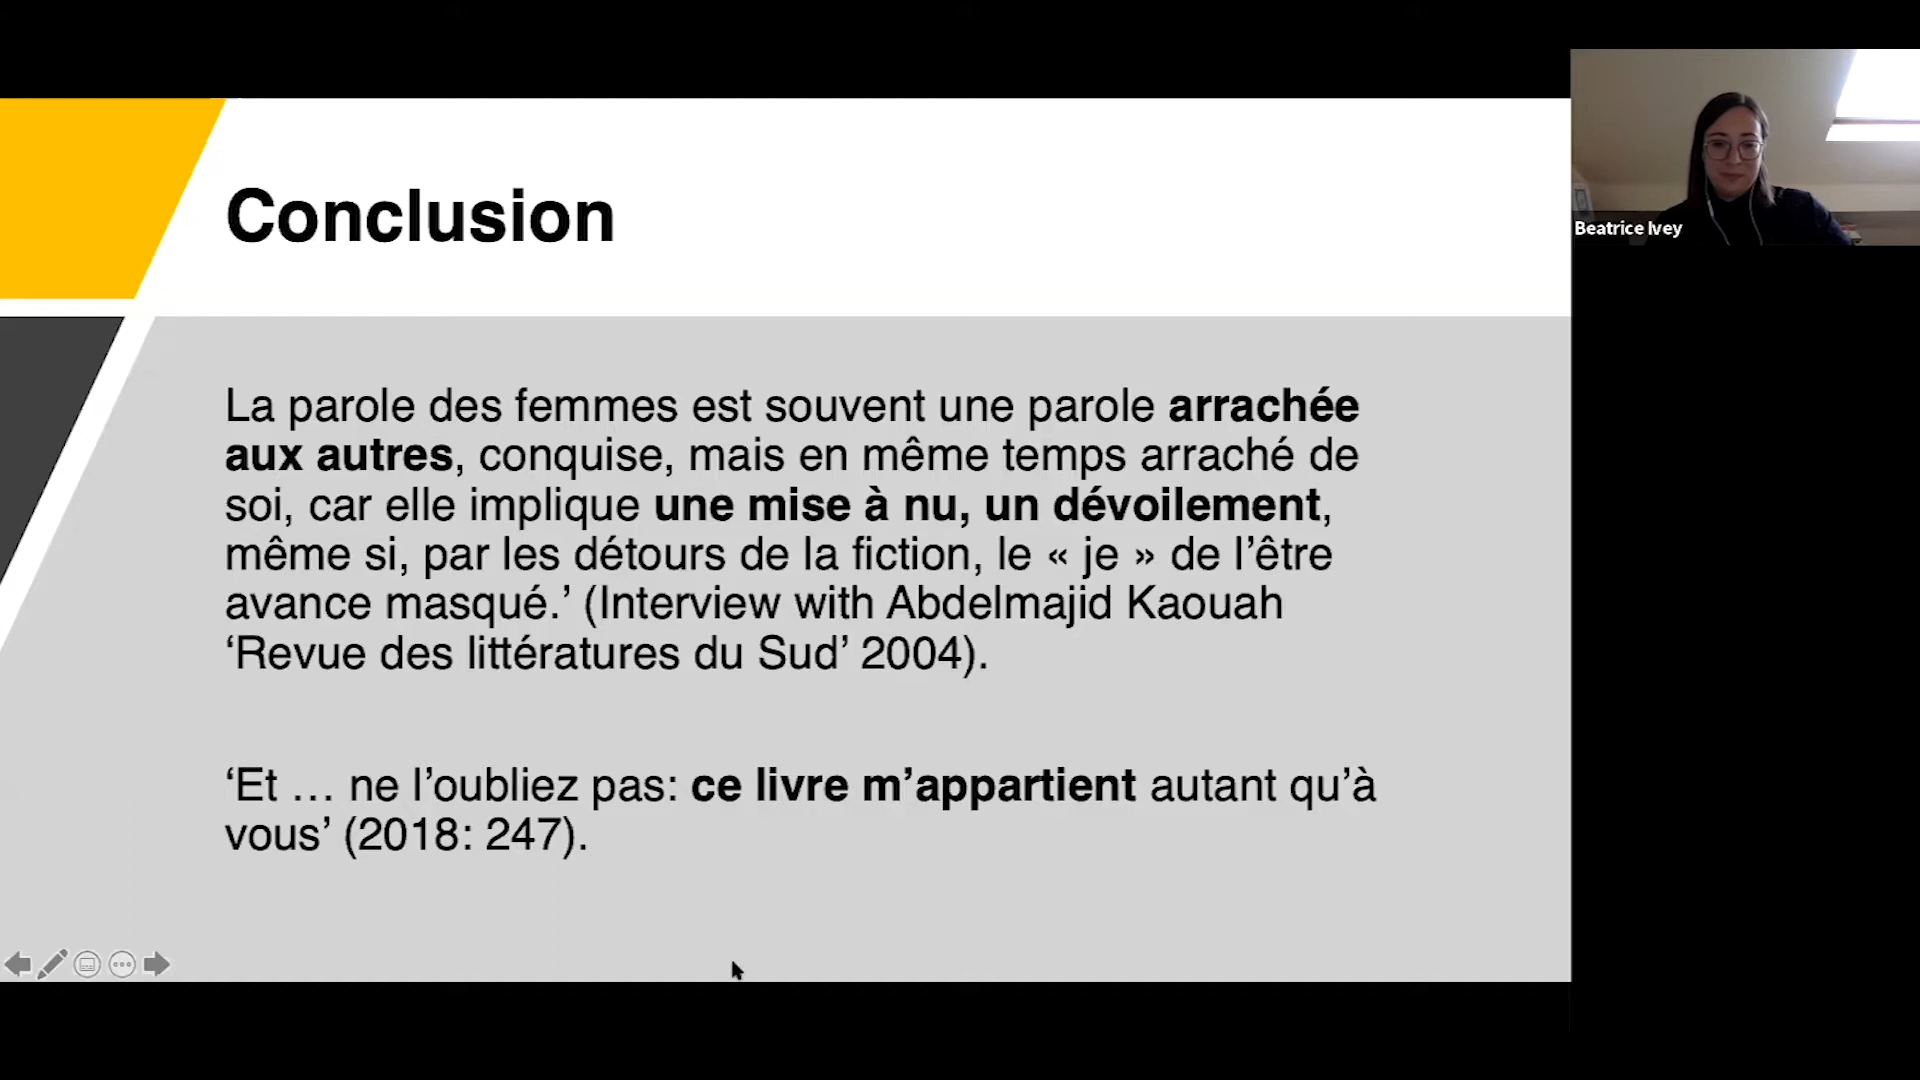 Conclusion
La parole des femmes est souvent une parole arrachée
aux autres, conquise, mais en même temps arraché de
soi, car elle implique une mise à nu, un dévoilement,
même si, par les détours de la fiction, le « je » de l’être
avance masqué.’ (Interview with Abdelmajid Kaouah
‘Revue des littératures du Sud’ 2004).
‘Et … ne l’oubliez pas: ce livre m’appartient autant qu’à
vous’ (2018: 247).
Beatrice Ivey